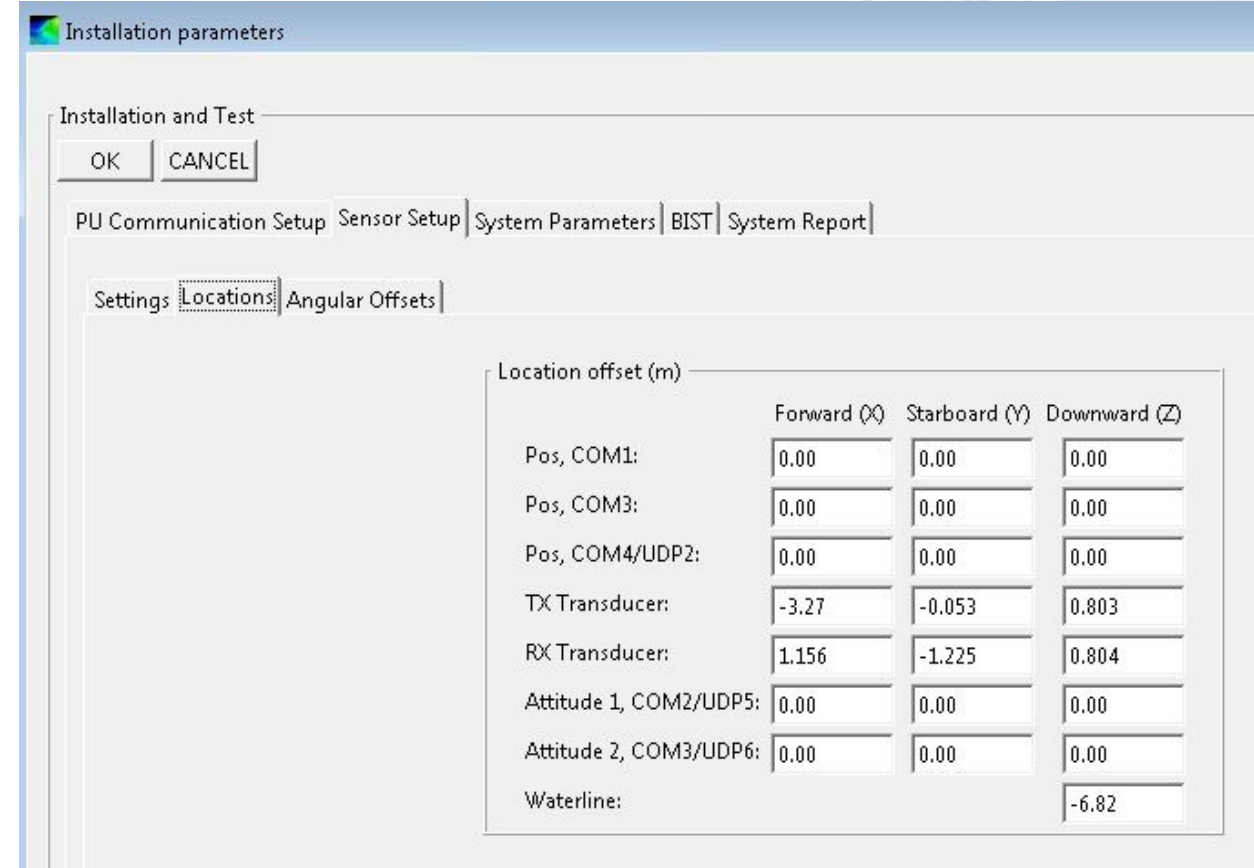 Installation parameters
Installation and Test
OK CANCEL
PU Communication Setup Sensor Setup System Parameters BIST System Report
Settings Locations Angular Offsets
Location offset (m)
Forward (X) Starboard (Y) Downward (Z)
Pos, COM1: 0.00 0.00 0.00
Pos, COM3: 0.00 0.00 0.00
Pos, COM4/UDP2: 0.00 0.00 0.00
TX Transducer: -3.27 -0.053 0.803
RX Transducer: 1.156 -1.225 0.804
Attitude 1, COM2/UDP5: 0.00 0.00 0.00
Attitude 2, COM3/UDP6: 0.00 0.00 0.00
Waterline: -6.82